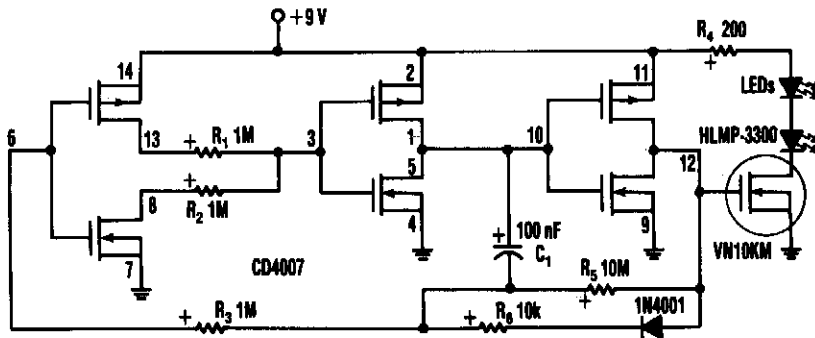 +9 V
R4 200
14
2
11
LEDs
6
13
+
R1 1M
3
1
10
HLMP-3300
5
12
8
+
R2 1M
4
9
7
CD4007
+
100 nF
C1
VN10KM
R5 10M
+
1N4001
+
R3 1M
+
R6 10k
+